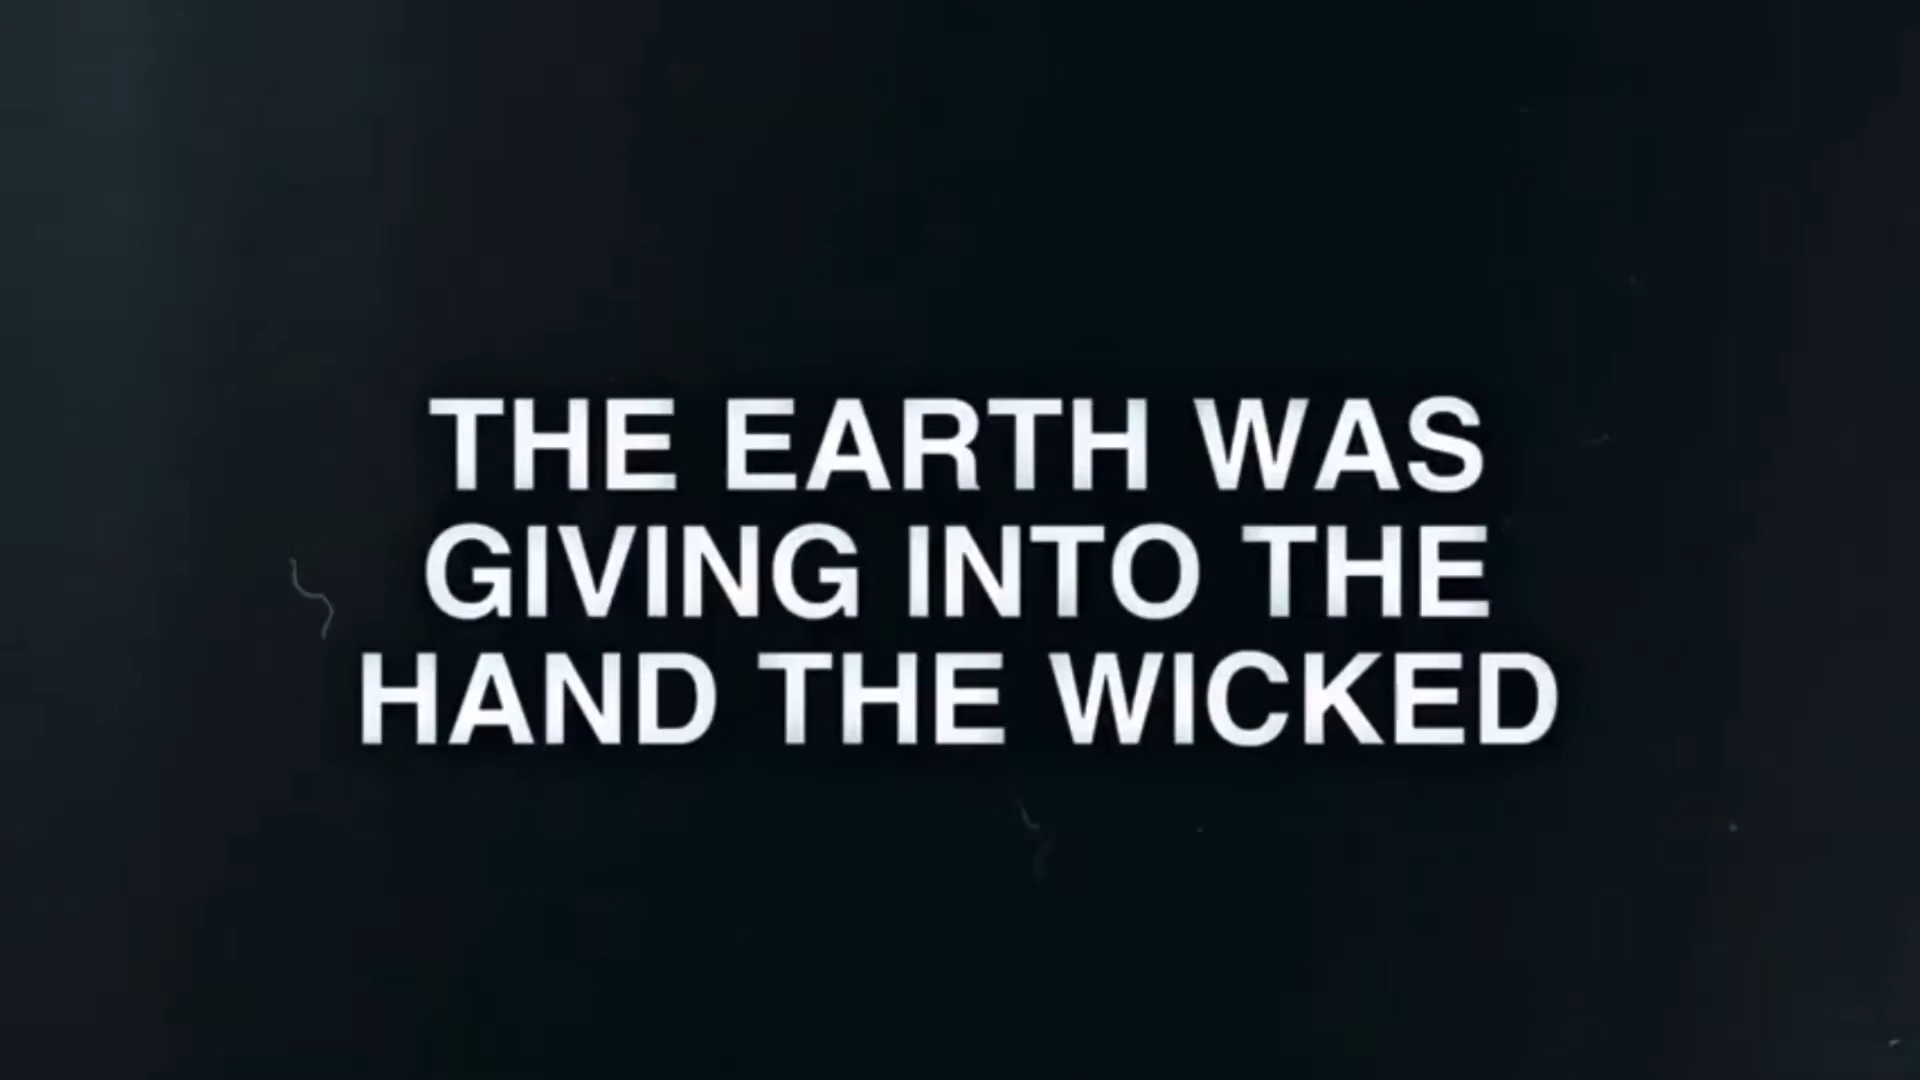 THE EARTH WAS
GIVING INTO THE
HAND THE WICKED